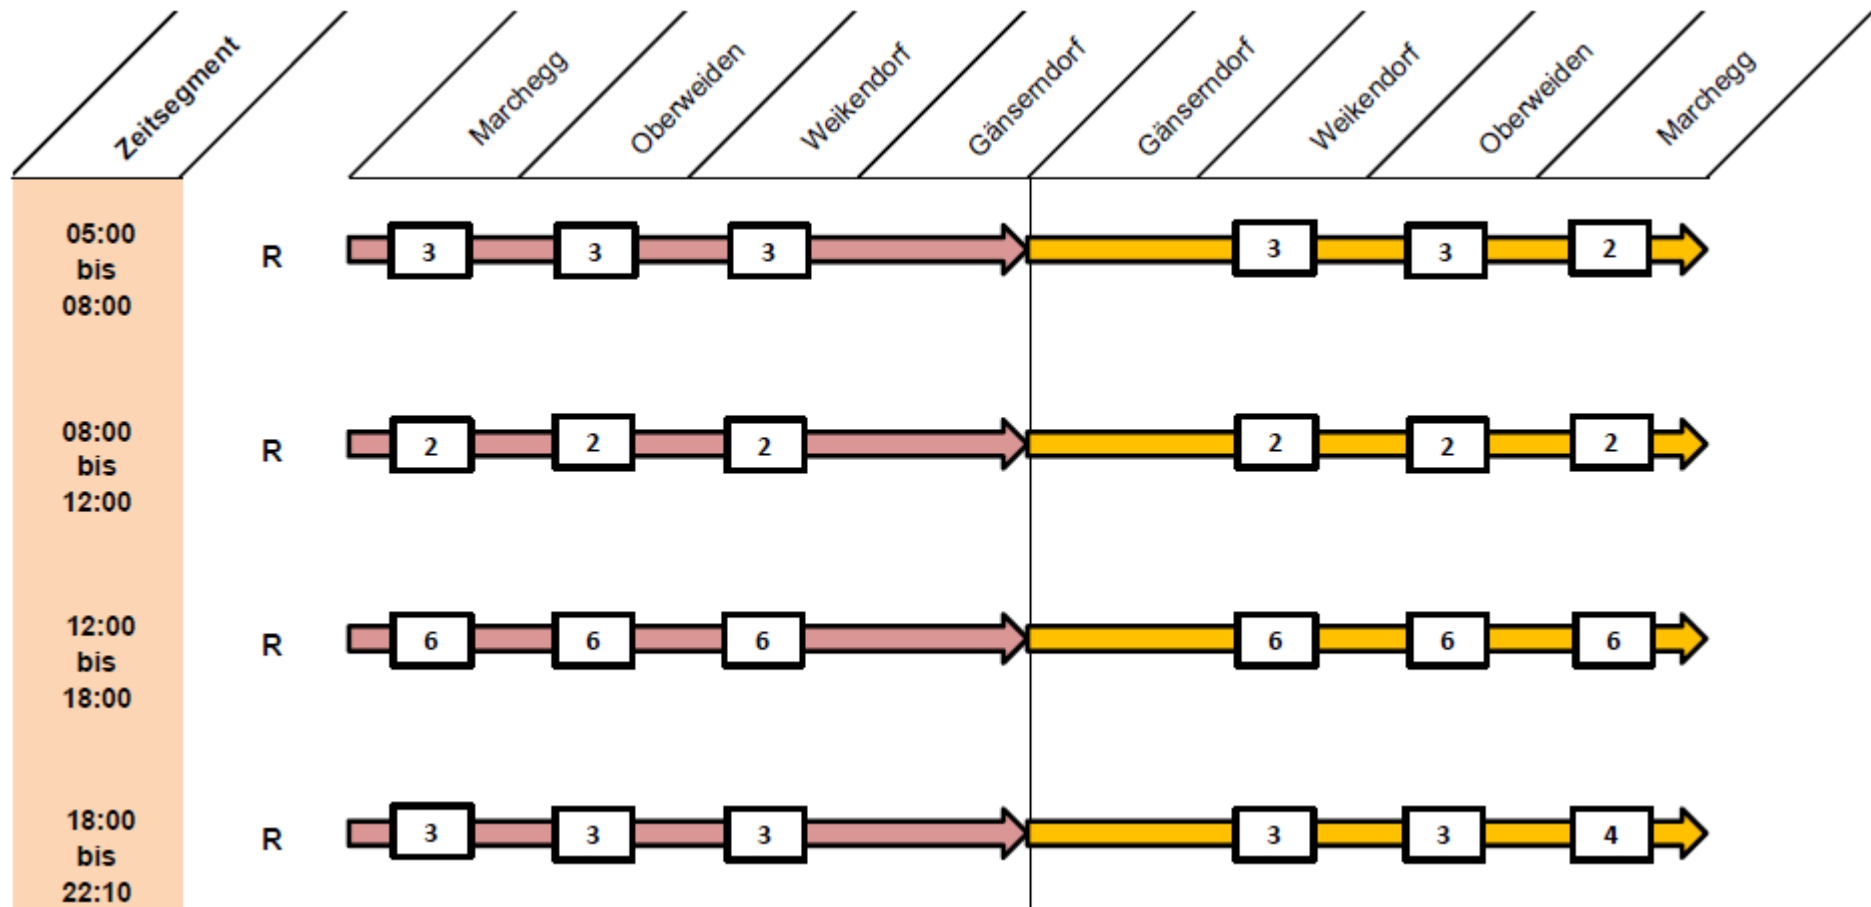 Zeitsegment Marchegg Oberweiden Weikendorf Gänserndorf Gänserndorf Weikendorf Oberweiden Marchegg
05:00
bis
08:00
R 3 3 3 3 3 2
08:00
bis
12:00
R 2 2 2 2 2 2
12:00
bis
18:00
R 6 6 6 6 6 6
18:00
bis
22:10
R 3 3 3 3 3 4